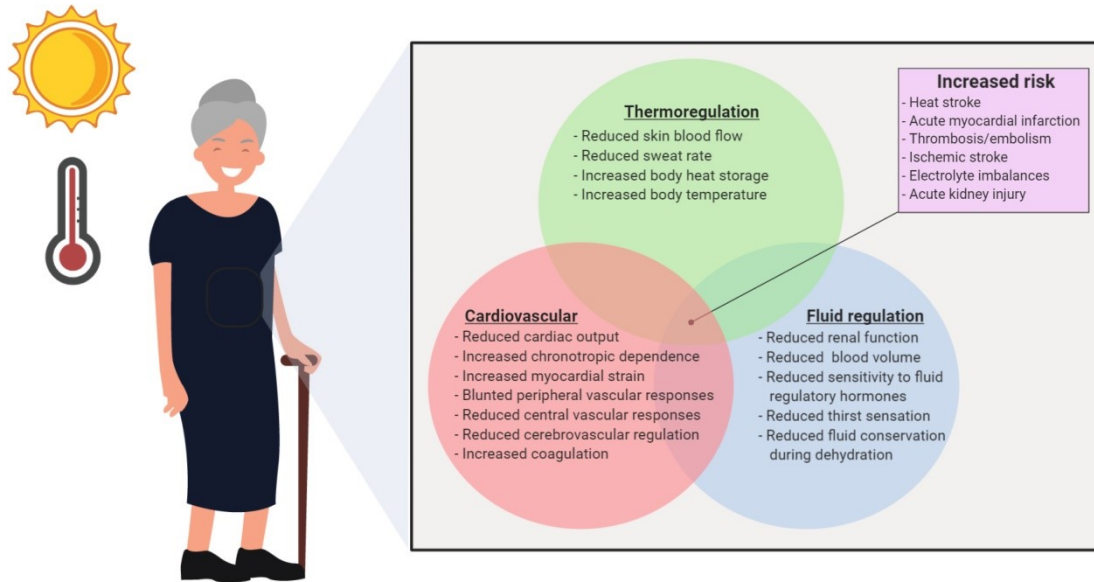 Thermoregulation
- Reduced skin blood flow
- Reduced sweat rate
- Increased body heat storage
- Increased body temperature
Increased risk
- Heat stroke
- Acute myocardial infarction
- Thrombosis/embolism
- Ischemic stroke
- Electrolyte imbalances
- Acute kidney injury
Cardiovascular
- Reduced cardiac output
- Increased chronotropic dependence
- Increased myocardial strain
- Blunted peripheral vascular responses
- Reduced central vascular responses
- Reduced cerebrovascular regulation
- Increased coagulation
Fluid regulation
- Reduced renal function
- Reduced blood volume
- Reduced sensitivity to fluid
regulatory hormones
- Reduced thirst sensation
- Reduced fluid conservation
during dehydration